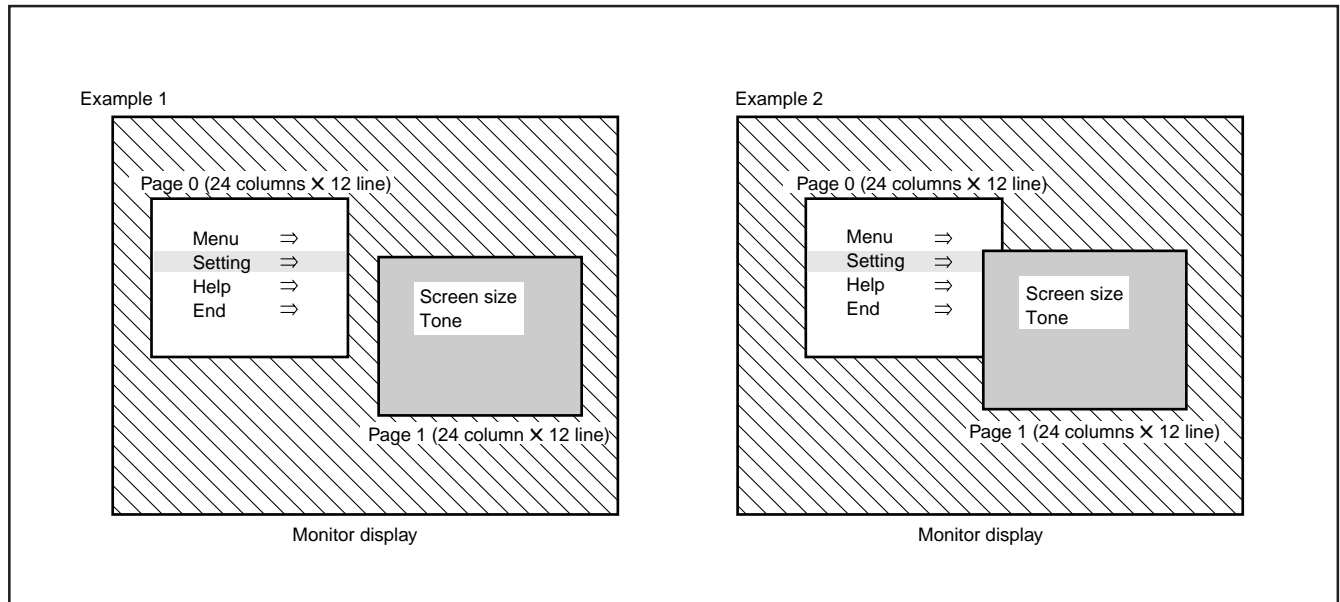 Example 1
Page 0 (24 columns ✕ 12 line)
Menu ⇒
Setting ⇒
Help ⇒
End ⇒
Screen size
Tone
Page 1 (24 column ✕ 12 line)
Monitor display
Example 2
Page 0 (24 columns ✕ 12 line)
Menu ⇒
Setting ⇒
Help ⇒
End ⇒
Screen size
Tone
Page 1 (24 columns ✕ 12 line)
Monitor display